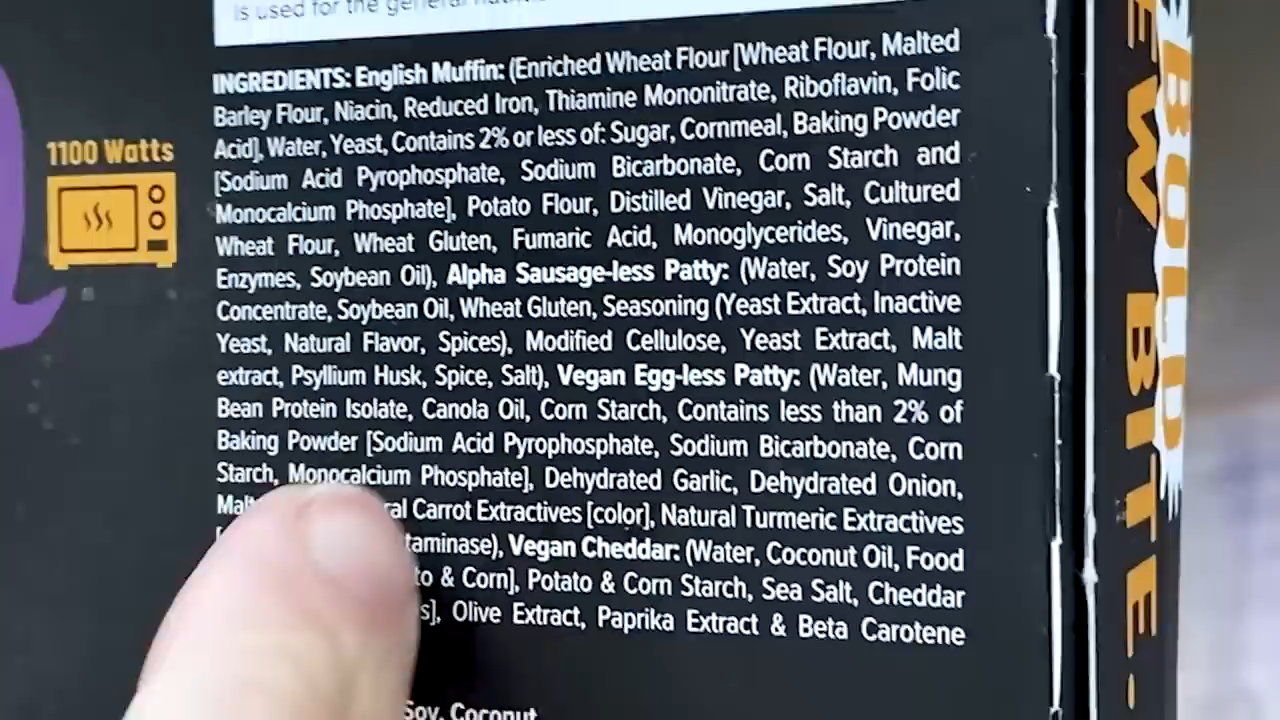 is used for the general
INGREDIENTS: English Muffin: (Enriched Wheat Flour [Wheat Flour, Malted
Barley Flour, Niacin, Reduced Iron, Thiamine Mononitrate, Riboflavin, Folic
Acid], Water, Yeast, Contains 2% or less of: Sugar, Cornmeal, Baking Powder
[Sodium Acid Pyrophosphate, Sodium Bicarbonate, Corn Starch and
Monocalcium Phosphate], Potato Flour, Distilled Vinegar, Salt, Cultured
Wheat Flour, Wheat Gluten, Fumaric Acid, Monoglycerides, Vinegar,
Enzymes, Soybean Oil), Alpha Sausage-less Patty: (Water, Soy Protein
Concentrate, Soybean Oil, Wheat Gluten, Seasoning (Yeast Extract, Inactive
Yeast, Natural Flavor, Spices), Modified Cellulose, Yeast Extract, Malt
extract, Psyllium Husk, Spice, Salt), Vegan Egg-less Patty: (Water, Mung
Bean Protein Isolate, Canola Oil, Corn Starch, Contains less than 2% of
Baking Powder [Sodium Acid Pyrophosphate, Sodium Bicarbonate, Corn
Starch, Monocalcium Phosphate], Dehydrated Garlic, Dehydrated Onion,
Carrot Extractives [color], Natural Turmeric Extractives
Vegan Cheddar: (Water, Coconut Oil, Food
& Corn], Potato & Corn Starch, Sea Salt, Cheddar
Olive Extract, Paprika Extract & Beta Carotene
Soy, Coconut
1100 Watts
BOLD
EW BITE.